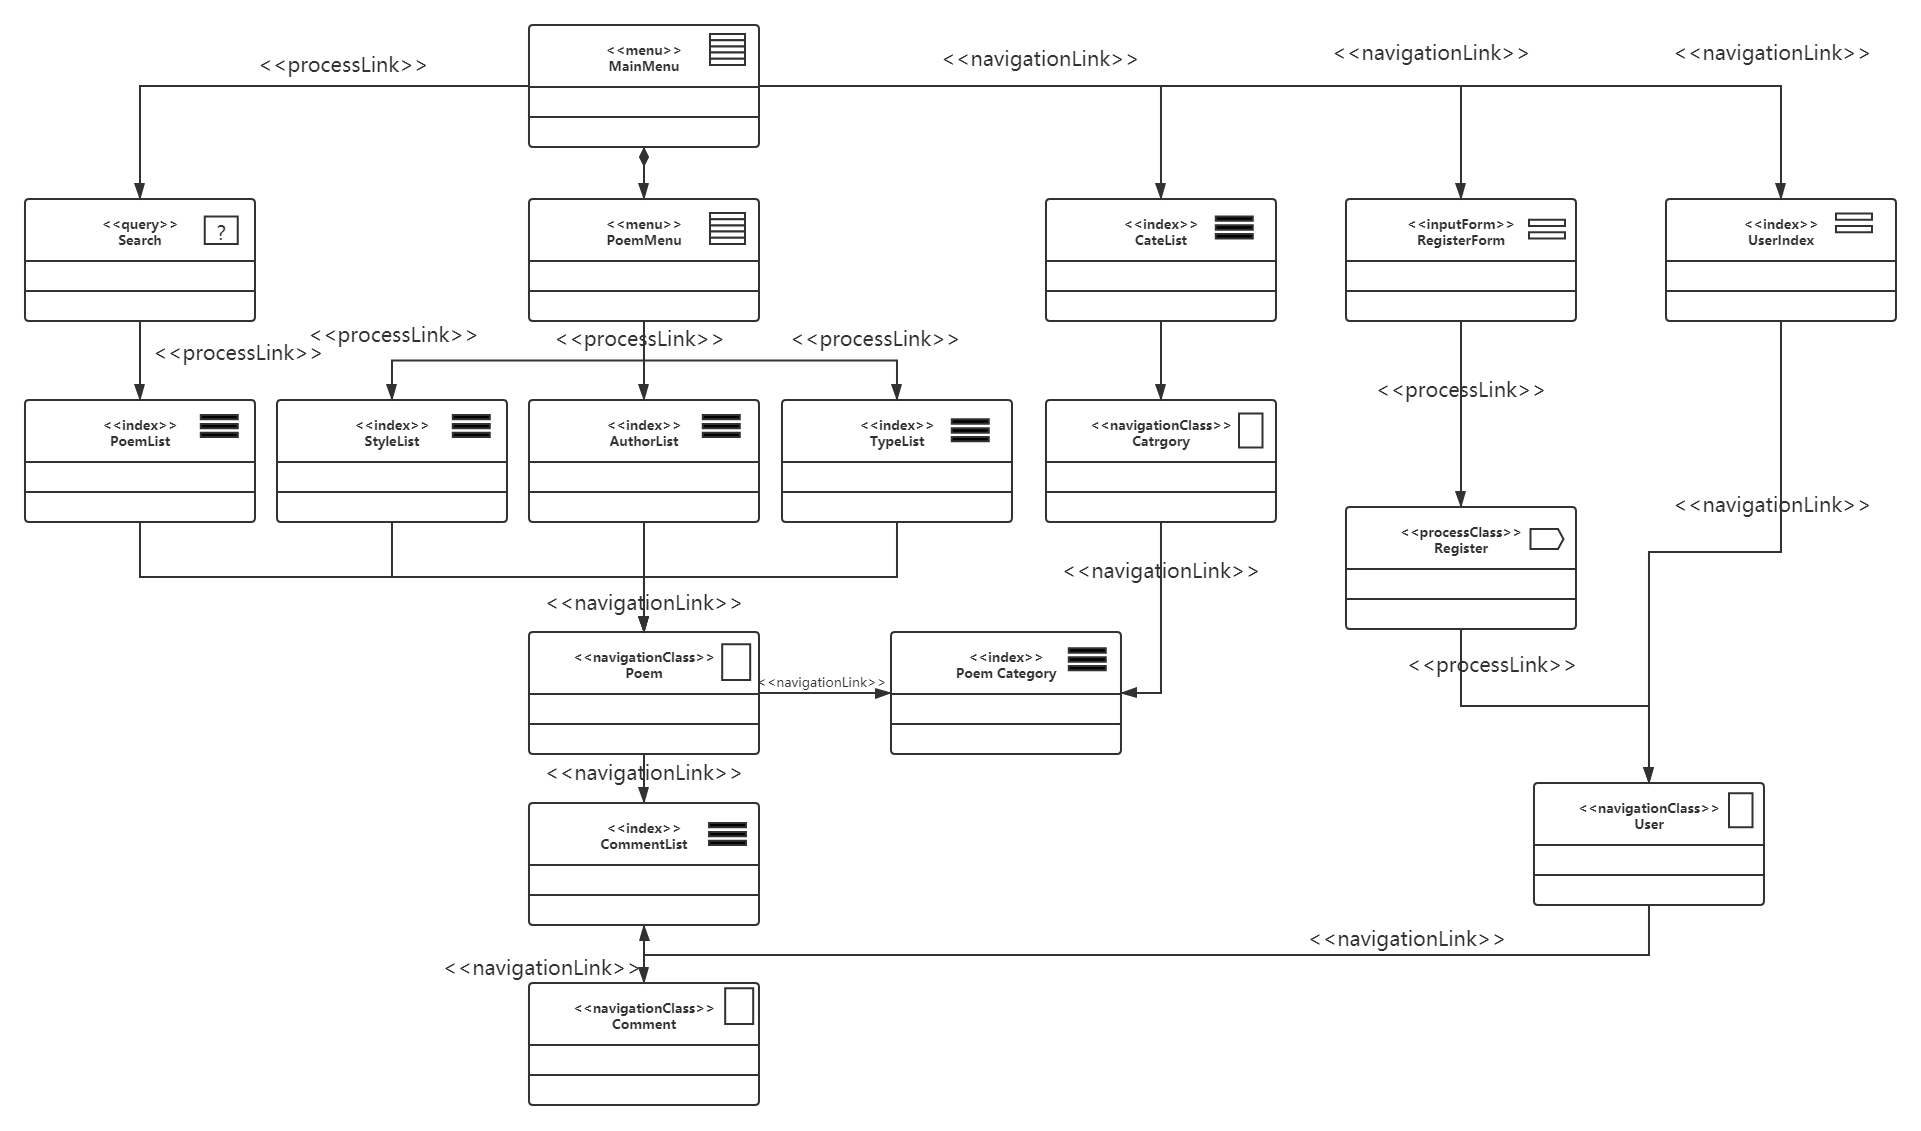 <<menu>>
MainMenu
<<processLink>>
<<navigationLink>>
<<navigationLink>>
<<navigationLink>>
<<query>>
Search
?
<<menu>>
PoemMenu
<<index>>
CateList
<<inputForm>>
RegisterForm
<<index>>
UserIndex
<<processLink>>
<<processLink>>
<<processLink>>
<<processLink>>
<<processLink>>
<<index>>
PoemList
<<index>>
StyleList
<<index>>
AuthorList
<<index>>
TypeList
<<navigationClass>>
Catrgory
<<navigationLink>>
<<processClass>>
Register
<<navigationLink>>
<<navigationLink>>
<<processLink>>
<<navigationClass>>
Poem
<<navigationLink>>
<<index>>
Poem Category
<<navigationLink>>
<<index>>
CommentList
<<navigationClass>>
User
<<navigationLink>>
<<navigationLink>>
<<navigationClass>>
Comment